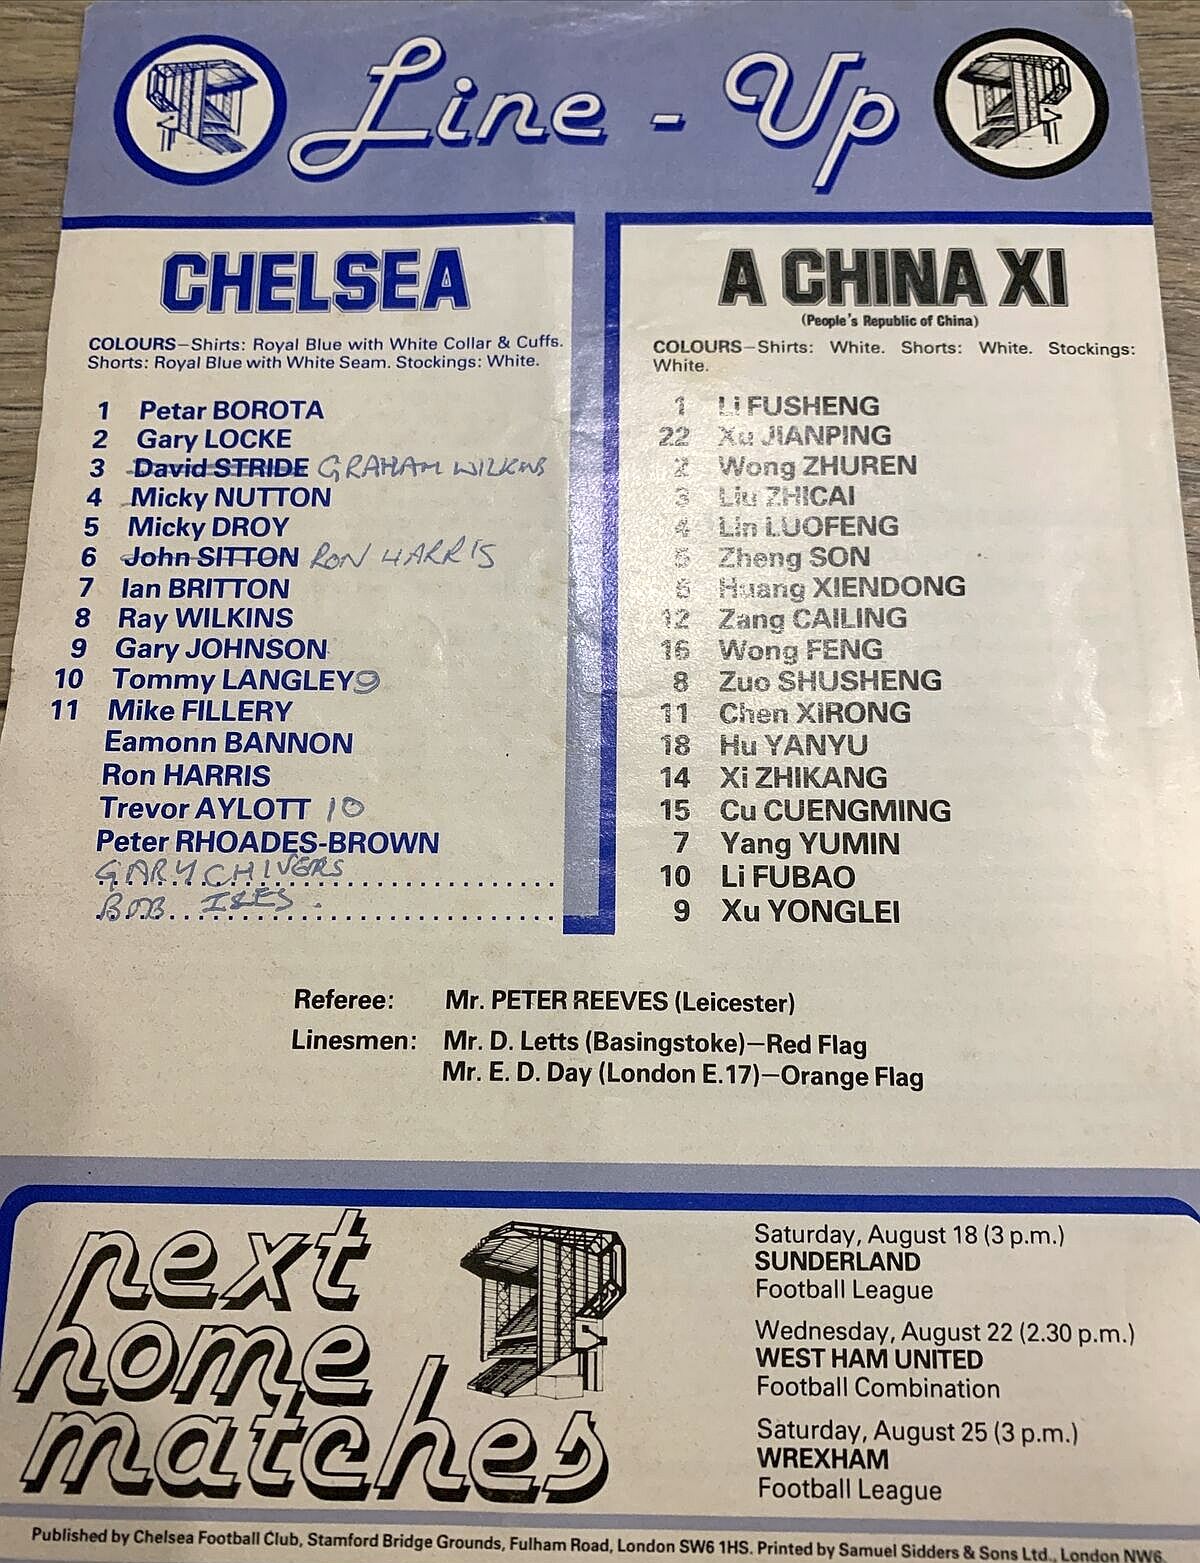 Line - Up
CHELSEA
COLOURS—Shirts: Royal Blue with White Collar & Cuffs.
Shorts: Royal Blue with White Seam. Stockings: White.
1 Petar BOROTA
2 Gary LOCKE
3 David STRIDE GRAHAM WILKINS
4 Micky NUTTON
5 Micky DROY
6 John SITTON RON HARRIS
7 Ian BRITTON
8 Ray WILKINS
9 Gary JOHNSON
10 Tommy LANGLEY 9
11 Mike FILLERY
Eamonn BANNON
Ron HARRIS
Trevor AYLOTT 10
Peter RHOADES-BROWN
GARY CHIVERS
BOB ILES
A CHINA XI
(People's Republic of China)
COLOURS—Shirts: White. Shorts: White. Stockings:
White.
1 Li FUSHENG
22 Xu JIANPING
2 Wong ZHUREN
3 Liu ZHICAI
4 Lin LUOFENG
5 Zheng SON
6 Huang XIENDONG
12 Zang CAILING
16 Wong FENG
8 Zuo SHUSHENG
11 Chen XIRONG
18 Hu YANYU
14 Xi ZHIKANG
15 Cu CUENGMING
7 Yang YUMIN
10 Li FUBAO
9 Xu YONGLEI
Referee: Mr. PETER REEVES (Leicester)
Linesmen: Mr. D. Letts (Basingstoke)—Red Flag
Mr. E. D. Day (London E.17)—Orange Flag
next
home
matches
Saturday, August 18 (3 p.m.)
SUNDERLAND
Football League
Wednesday, August 22 (2.30 p.m.)
WEST HAM UNITED
Football Combination
Saturday, August 25 (3 p.m.)
WREXHAM
Football League
Published by Chelsea Football Club, Stamford Bridge Grounds, Fulham Road, London SW6 1HS. Printed by Samuel Sidders & Sons Ltd., London NW6.